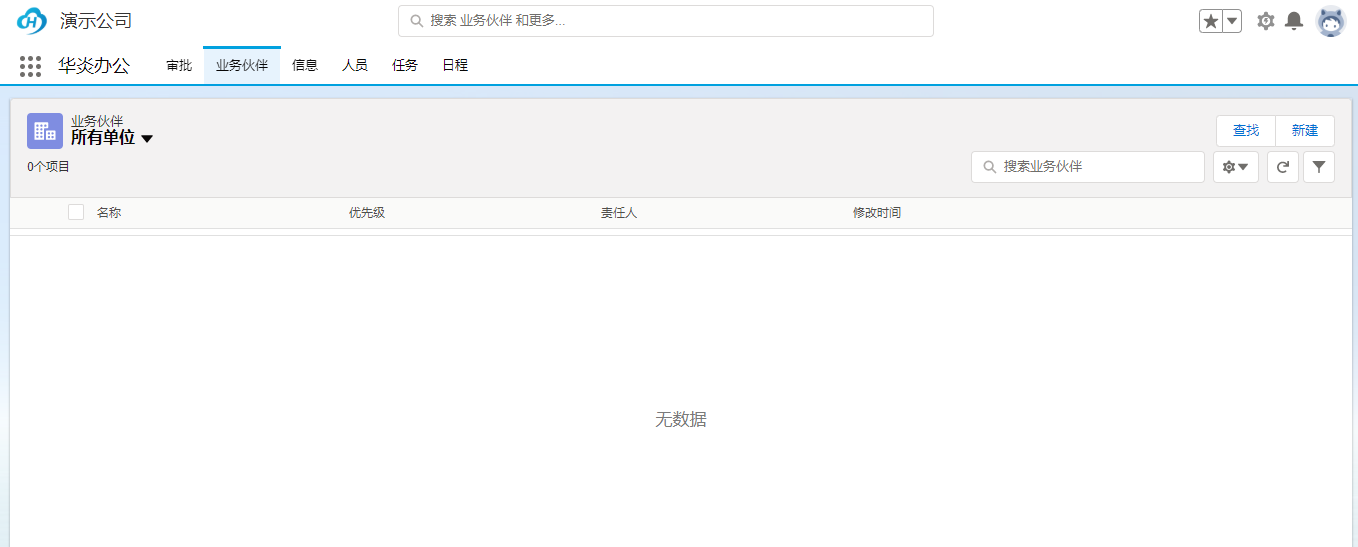 演示公司
搜索 业务伙伴 和更多...
华炎办公
审批 业务伙伴 信息 人员 任务 日程
业务伙伴
所有单位
查找 新建
0个项目
搜索业务伙伴
名称 优先级 责任人 修改时间
无数据